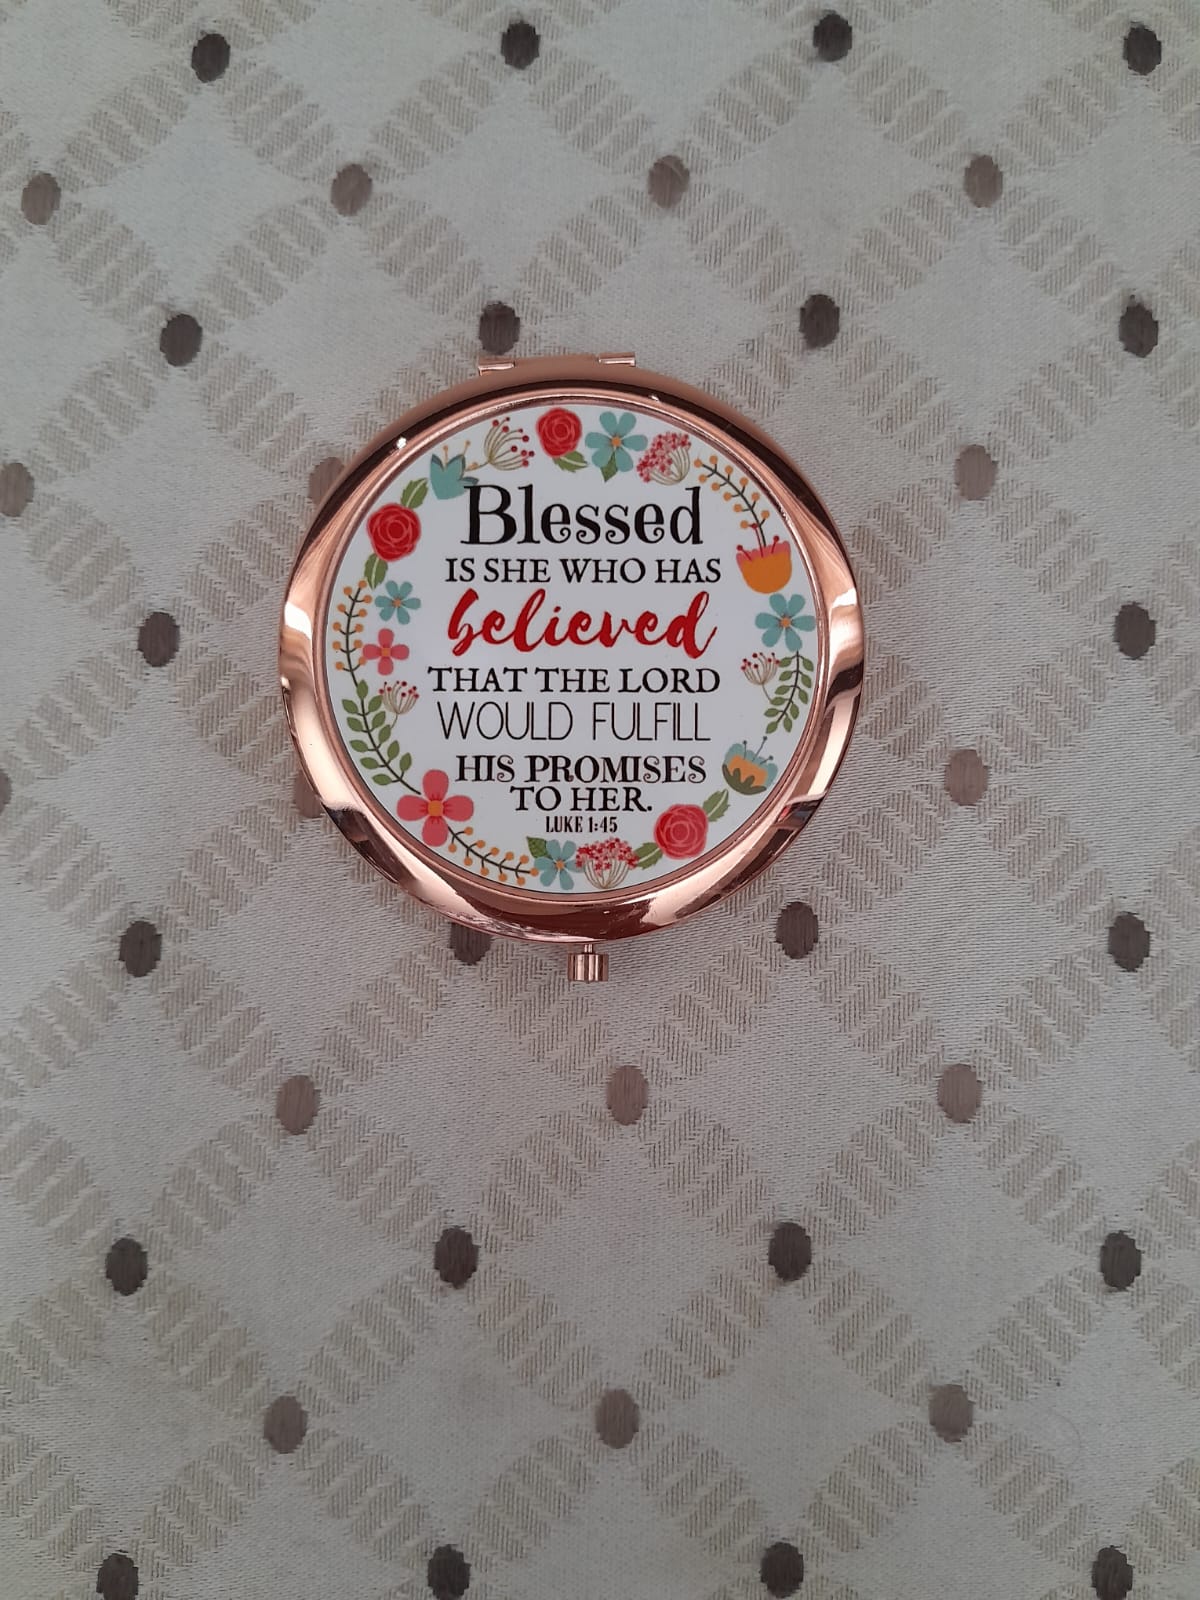 Blessed
IS SHE WHO HAS
believed
THAT THE LORD
WOULD FULFILL
HIS PROMISES
TO HER.
LUKE 1:45